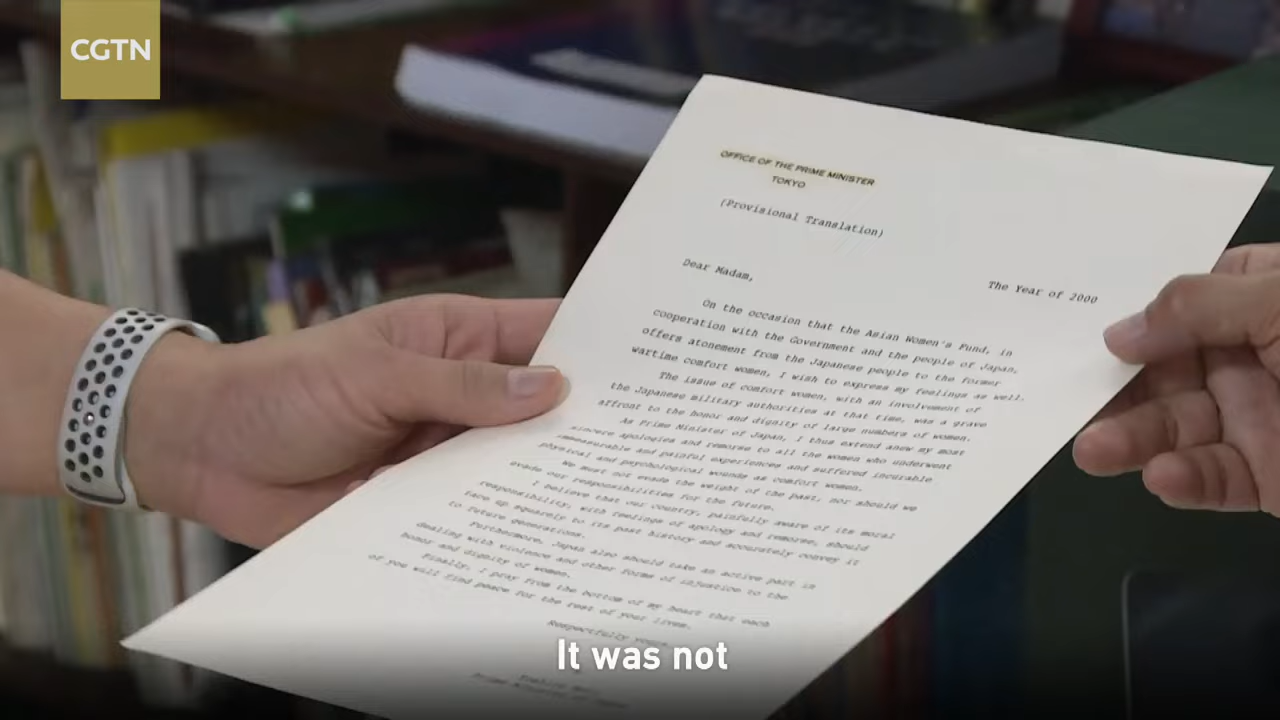 CGTN
OFFICE OF THE PRIME MINISTER
TOKYO
(Provisional Translation)
The Year of 2000
Dear Madam,
On the occasion that the Asian Women's Fund, in
cooperation with the Government and the people of Japan,
offers atonement from the Japanese people to the former
wartime comfort women, I wish to express my feelings as well.
The issue of comfort women, with an involvement of
the Japanese military authorities at that time, was a grave
affront to the honor and dignity of large numbers of women.
As Prime Minister of Japan, I thus extend anew my most
sincere apologies and remorse to all the women who underwent
immeasurable and painful experiences and suffered incurable
physical and psychological wounds as comfort women.
We must not evade the weight of the past, nor should we
evade our responsibilities for the future.
I believe that our country, painfully aware of its moral
responsibility, with feelings of apology and remorse, should
face up squarely to its past history and accurately convey it
to future generations.
Furthermore, Japan also should take an active part in
dealing with violence and other forms of injustice to the
honor and dignity of women.
Finally, I pray from the bottom of my heart that each
of you will find peace for the rest of your lives.
Respectfully yours,
Prime Minister of Japan
It was not